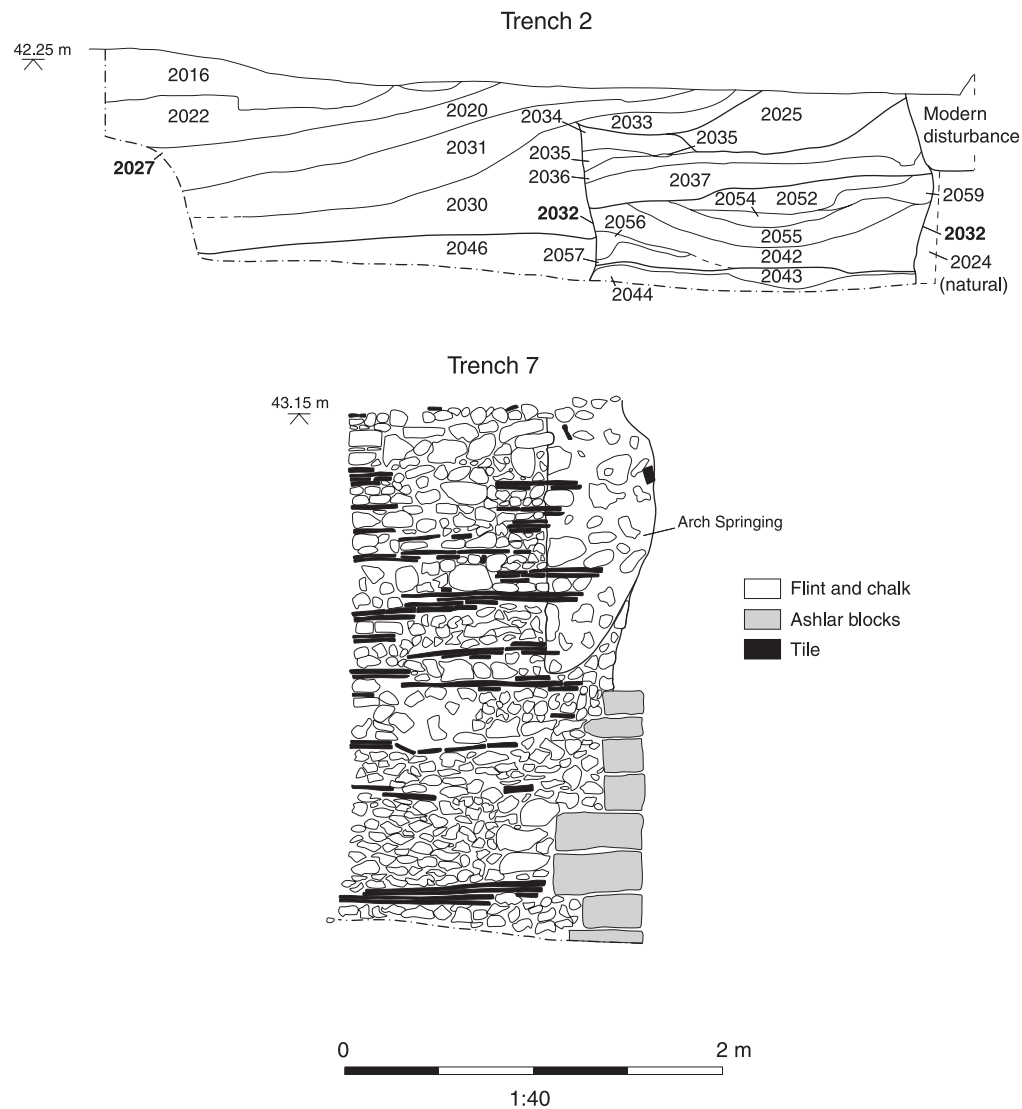 Trench 2
42.25 m
2016
2022
2020
2034
2033
2025
Modern
disturbance
2035
2031
2035
2027
2036
2037
2030
2032
2054
2052
2059
2056
2055
2032
2046
2057
2042
2024
2043
(natural)
2044
Trench 7
43.15 m
Arch Springing
Flint and chalk
Ashlar blocks
Tile
0
2 m
1:40